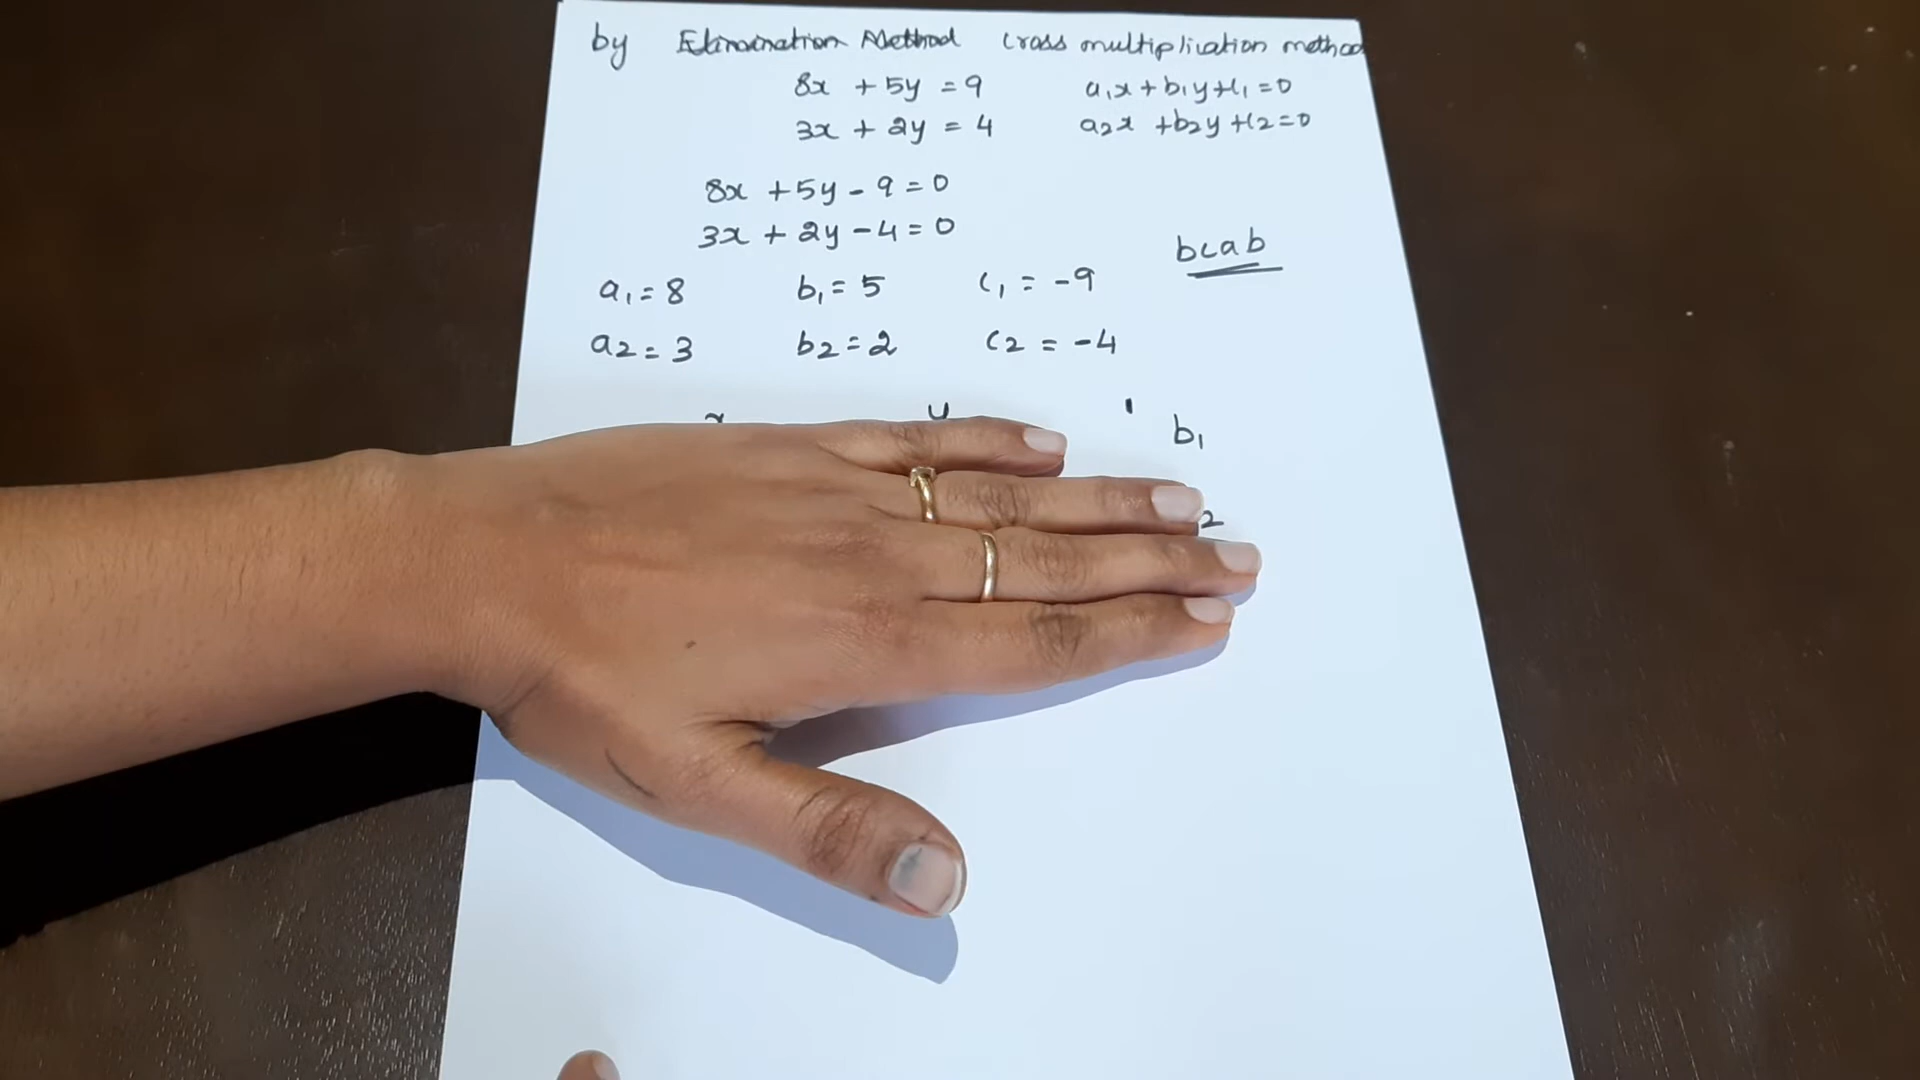 by Elimination Method Cross multiplication method
8x + 5y = 9 a₁x + b₁y + c₁ = 0
3x + 2y = 4 a₂x + b₂y + c₂ = 0
8x + 5y - 9 = 0
3x + 2y - 4 = 0
bcab
a₁ = 8 b₁ = 5 c₁ = -9
a₂ = 3 b₂ = 2 c₂ = -4
x y 1
b₁
2